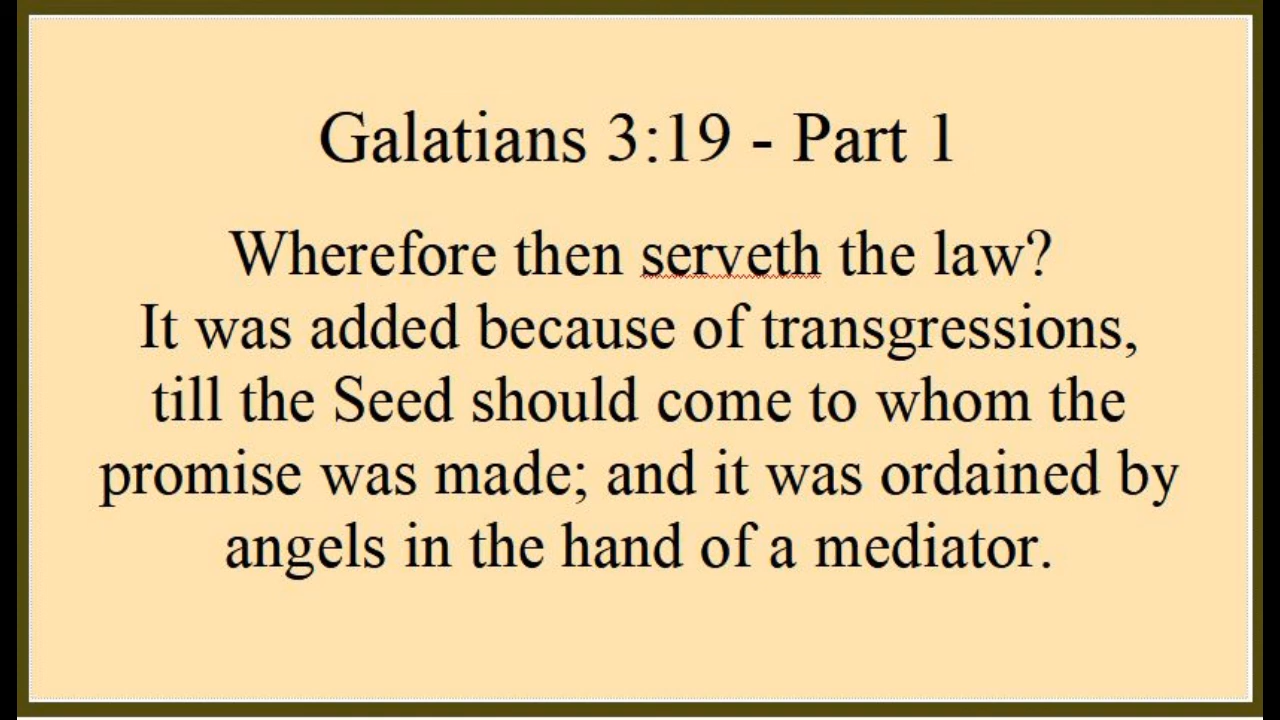 Galatians 3:19 - Part 1
Wherefore then serveth the law?
It was added because of transgressions,
till the Seed should come to whom the
promise was made; and it was ordained by
angels in the hand of a mediator.